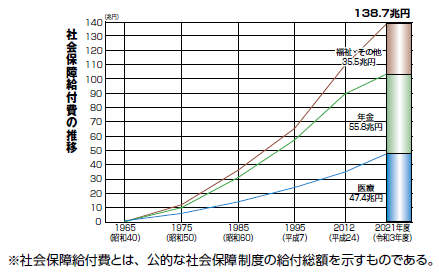 社会保障給付費の推移
(兆円)
138.7兆円
140
130
120
110
100
90
80
70
60
50
40
30
20
10
0
福祉・その他
35.5兆円
年金
55.8兆円
医療
47.4兆円
1965 1975 1985 1995 2012 2021年度
(昭和40) (昭和50) (昭和60) (平成7) (平成24) (令和3年度)
※社会保障給付費とは、公的な社会保障制度の給付総額を示すものである。